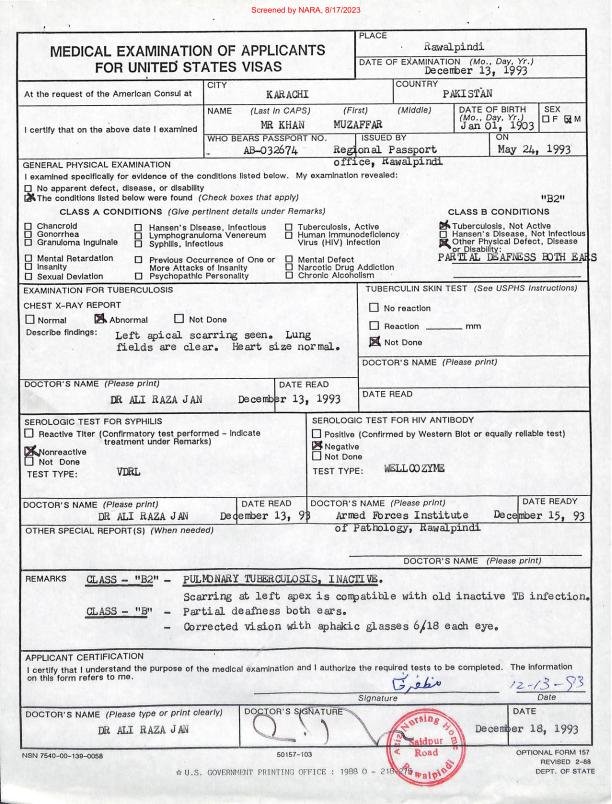 Screened by NARA, 8/17/2023
MEDICAL EXAMINATION OF APPLICANTS
FOR UNITED STATES VISAS
PLACE
Rawalpindi
DATE OF EXAMINATION (Mo., Day, Yr.)
December 13, 1993
At the request of the American Consul at
CITY
KARACHI
COUNTRY
PAKISTAN
I certify that on the above date I examined
NAME (Last in CAPS) (First) (Middle)
MR KHAN MUZAFFAR
DATE OF BIRTH
(Mo., Day, Yr.)
Jan 01, 1903
SEX
F M
WHO BEARS PASSPORT NO.
AB-032674
ISSUED BY
Regional Passport
office, Rawalpindi
ON
May 24, 1993
GENERAL PHYSICAL EXAMINATION
I examined specifically for evidence of the conditions listed below. My examination revealed:
No apparent defect, disease, or disability
The conditions listed below were found (Check boxes that apply)
"B2"
CLASS A CONDITIONS (Give pertinent details under Remarks)
Chancroid
Gonorrhea
Granuloma Inguinale
Hansen's Disease, Infectious
Lymphogranuloma Venereum
Syphilis, Infectious
Tuberculosis, Active
Human Immunodeficiency
Virus (HIV) Infection
Mental Retardation
Insanity
Sexual Deviation
Previous Occurrence of One or
More Attacks of Insanity
Psychopathic Personality
Mental Defect
Narcotic Drug Addiction
Chronic Alcoholism
CLASS B CONDITIONS
Tuberculosis, Not Active
Hansen's Disease, Not Infectious
Other Physical Defect, Disease
or Disability:
PARTIAL DEAFNESS BOTH EARS
EXAMINATION FOR TUBERCULOSIS
CHEST X-RAY REPORT
Normal Abnormal Not Done
Describe findings:
Left apical scarring seen. Lung
fields are clear. Heart size normal.
DOCTOR'S NAME (Please print)
DR ALI RAZA JAN
DATE READ
December 13, 1993
TUBERCULIN SKIN TEST (See USPHS Instructions)
No reaction
Reaction ______ mm
Not Done
DOCTOR'S NAME (Please print)
DATE READ
SEROLOGIC TEST FOR SYPHILIS
Reactive Titer (Confirmatory test performed - Indicate
treatment under Remarks)
Nonreactive
Not Done
TEST TYPE: VDRL
DOCTOR'S NAME (Please print)
DR ALI RAZA JAN
DATE READ
December 13, 93
SEROLOGIC TEST FOR HIV ANTIBODY
Positive (Confirmed by Western Blot or equally reliable test)
Negative
Not Done
TEST TYPE: WELLCOZYME
DOCTOR'S NAME (Please print)
Armed Forces Institute
of Pathology, Rawalpindi
DATE READY
December 15, 93
OTHER SPECIAL REPORT(S) (When needed)
DOCTOR'S NAME (Please print)
REMARKS CLASS - "B2" - PULMONARY TUBERCULOSIS, INACTIVE.
Scarring at left apex is compatible with old inactive TB infection.
CLASS - "B" - Partial deafness both ears.
- Corrected vision with aphakic glasses 6/18 each eye.
APPLICANT CERTIFICATION
I certify that I understand the purpose of the medical examination and I authorize the required tests to be completed. The information
on this form refers to me.
12-13-93
Signature Date
DOCTOR'S NAME (Please type or print clearly)
DR ALI RAZA JAN
DOCTOR'S SIGNATURE
Aziz Nursing Home
Saidpur
Road
Rawalpindi
DATE
December 18, 1993
NSN 7540-00-139-0058
50157-103
OPTIONAL FORM 157
REVISED 2-88
DEPT. OF STATE
☆ U.S. GOVERNMENT PRINTING OFFICE : 1988 O - 218-